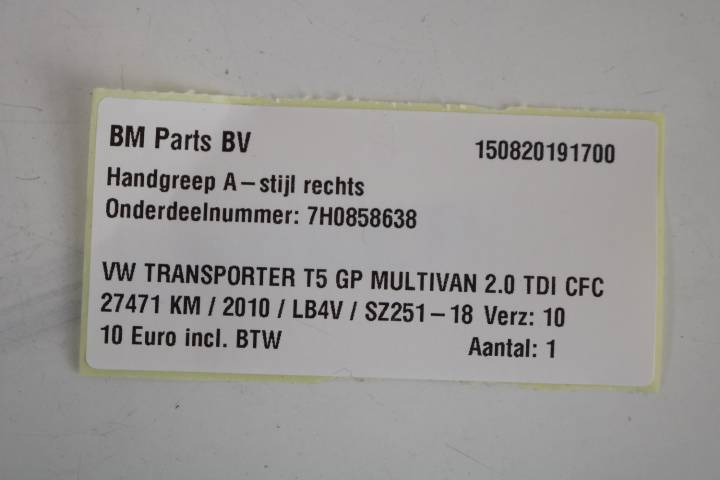 BM Parts BV 150820191700
Handgreep A-stijl rechts
Onderdeelnummer: 7H0858638
VW TRANSPORTER T5 GP MULTIVAN 2.0 TDI CFC
27471 KM / 2010 / LB4V / SZ251-18 Verz: 10
10 Euro incl. BTW Aantal: 1